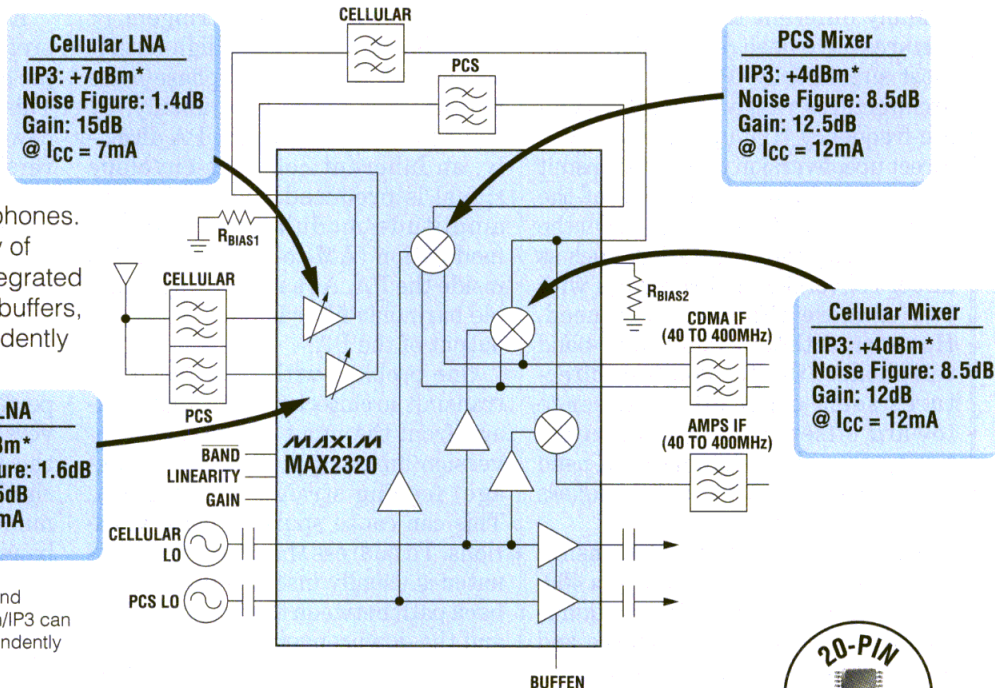 CELLULAR
Cellular LNA
IIP3: +7dBm*
Noise Figure: 1.4dB
Gain: 15dB
@ ICC = 7mA
PCS
PCS Mixer
IIP3: +4dBm*
Noise Figure: 8.5dB
Gain: 12.5dB
@ ICC = 12mA
phones.
of
egrated
buffers,
dently
RBIAS1
CELLULAR
PCS
RBIAS2
CDMA IF
(40 TO 400MHz)
AMPS IF
(40 TO 400MHz)
Cellular Mixer
IIP3: +4dBm*
Noise Figure: 8.5dB
Gain: 12dB
@ ICC = 12mA
LNA
Bm*
ure: 1.6dB
5dB
mA
MAXIM
MAX2320
BAND
LINEARITY
GAIN
CELLULAR
LO
PCS LO
nd
/IP3 can
ndently
BUFFEN
20-PIN